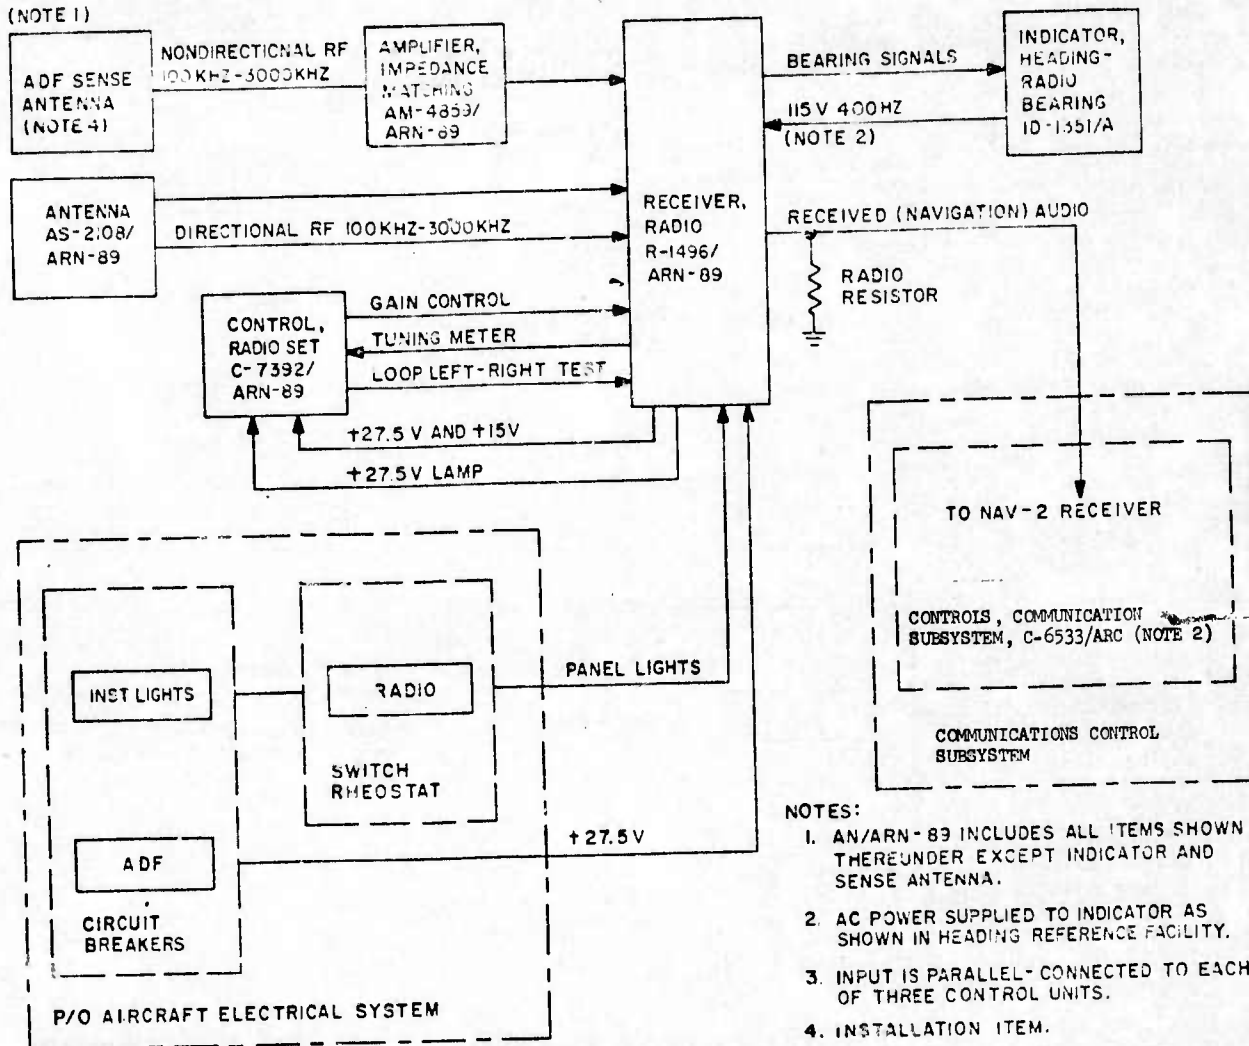 (NOTE 1)
ADF SENSE
ANTENNA
(NOTE 4)
NONDIRECTIONAL RF
100KHZ-3000KHZ
AMPLIFIER,
IMPEDANCE
MATCHING
AM-4859/
ARN-89
BEARING SIGNALS
115V 400HZ
(NOTE 2)
INDICATOR,
HEADING-
RADIO
BEARING
ID-1351/A
ANTENNA
AS-2108/
ARN-89
DIRECTIONAL RF 100KHZ-3000KHZ
RECEIVER,
RADIO
R-1496/
ARN-89
RECEIVED (NAVIGATION) AUDIO
RADIO
RESISTOR
CONTROL,
RADIO SET
C-7392/
ARN-89
GAIN CONTROL
TUNING METER
LOOP LEFT-RIGHT TEST
+27.5 V AND +15V
+27.5V LAMP
TO NAV-2 RECEIVER
CONTROLS, COMMUNICATION
SUBSYSTEM, C-6533/ARC (NOTE 2)
COMMUNICATIONS CONTROL
SUBSYSTEM
INST LIGHTS
RADIO
SWITCH
RHEOSTAT
PANEL LIGHTS
ADF
CIRCUIT
BREAKERS
+27.5V
P/O AIRCRAFT ELECTRICAL SYSTEM
NOTES:
1. AN/ARN-89 INCLUDES ALL ITEMS SHOWN
THEREUNDER EXCEPT INDICATOR AND
SENSE ANTENNA.
2. AC POWER SUPPLIED TO INDICATOR AS
SHOWN IN HEADING REFERENCE FACILITY.
3. INPUT IS PARALLEL-CONNECTED TO EACH
OF THREE CONTROL UNITS.
4. INSTALLATION ITEM.